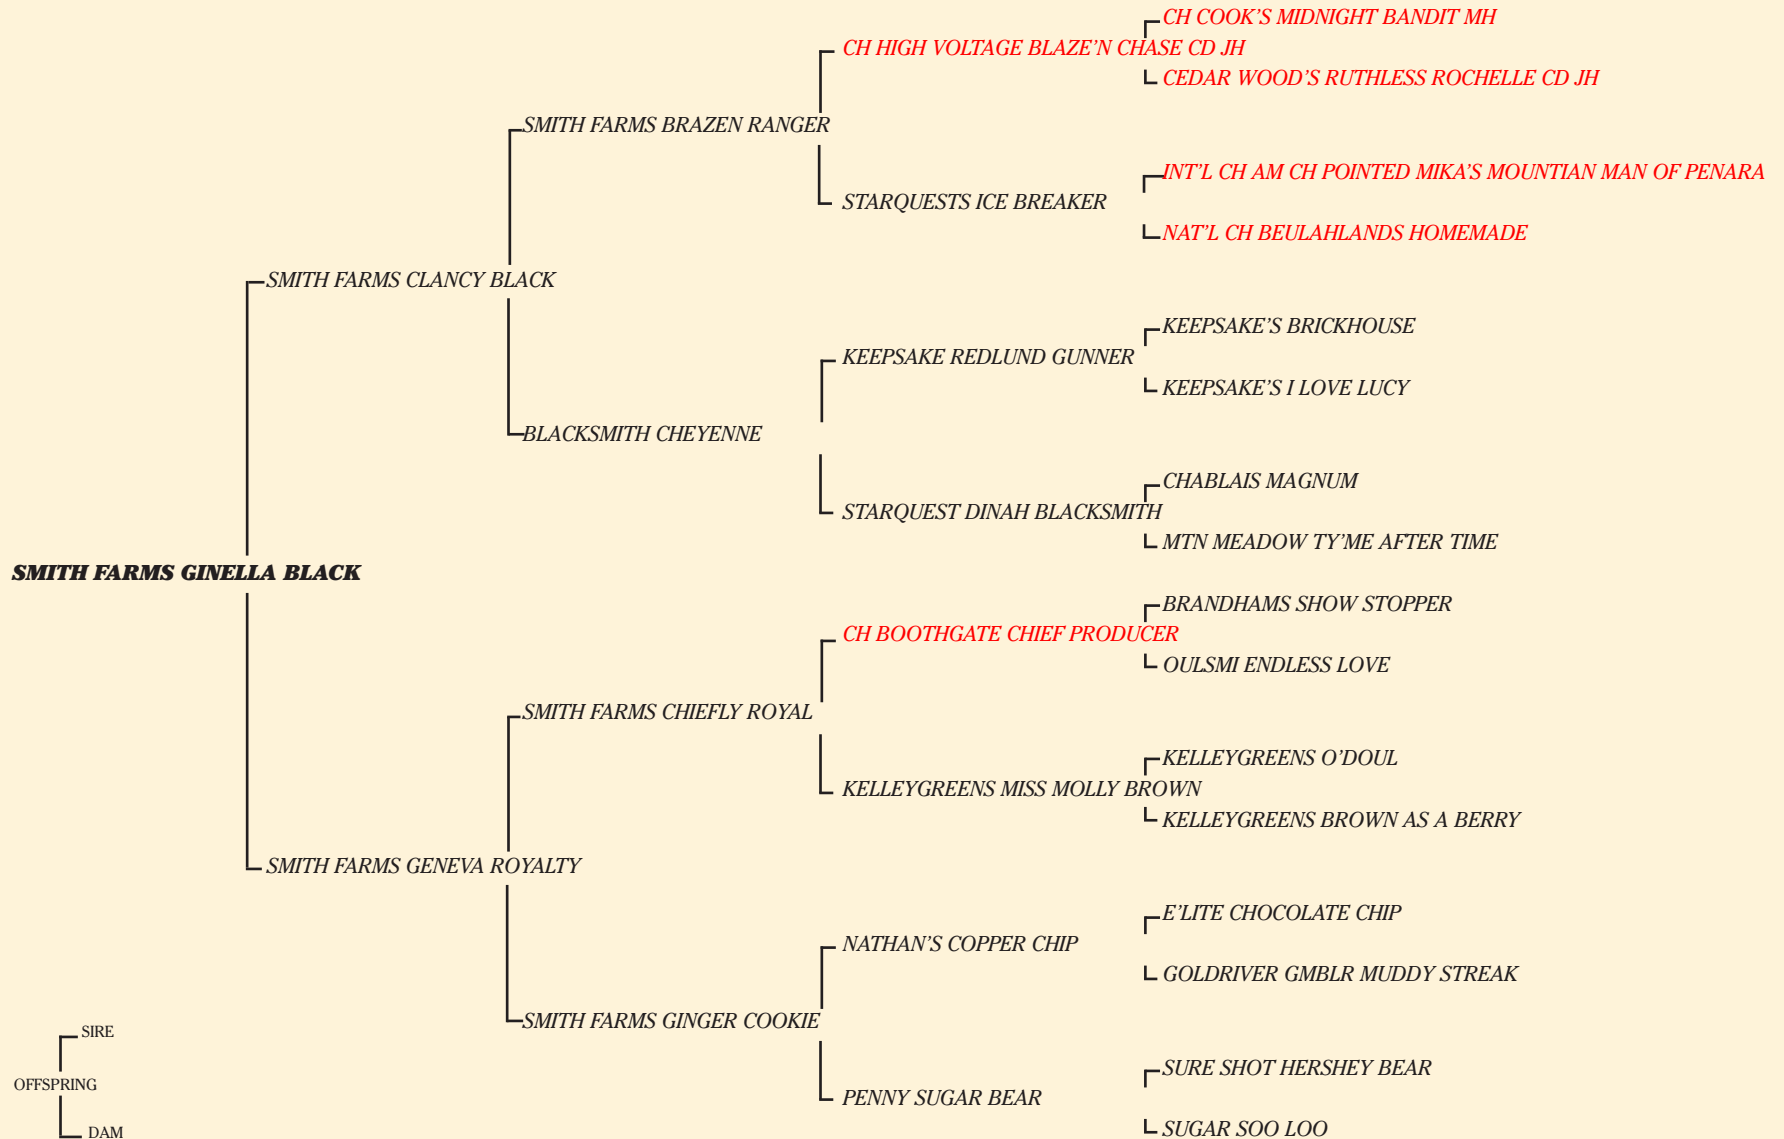 CH COOK’S MIDNIGHT BANDIT MH
CH HIGH VOLTAGE BLAZE’N CHASE CD JH
CEDAR WOOD’S RUTHLESS ROCHELLE CD JH
SMITH FARMS BRAZEN RANGER
INT’L CH AM CH POINTED MIKA’S MOUNTIAN MAN OF PENARA
STARQUESTS ICE BREAKER
NAT’L CH BEULAHLANDS HOMEMADE
SMITH FARMS CLANCY BLACK
KEEPSAKE’S BRICKHOUSE
KEEPSAKE REDLUND GUNNER
KEEPSAKE’S I LOVE LUCY
BLACKSMITH CHEYENNE
CHABLAIS MAGNUM
STARQUEST DINAH BLACKSMITH
MTN MEADOW TY’ME AFTER TIME
SMITH FARMS GINELLA BLACK
BRANDHAMS SHOW STOPPER
CH BOOTHGATE CHIEF PRODUCER
OULSMI ENDLESS LOVE
SMITH FARMS CHIEFLY ROYAL
KELLEYGREENS O’DOUL
KELLEYGREENS MISS MOLLY BROWN
KELLEYGREENS BROWN AS A BERRY
SMITH FARMS GENEVA ROYALTY
E’LITE CHOCOLATE CHIP
NATHAN’S COPPER CHIP
GOLDRIVER GMBLR MUDDY STREAK
SMITH FARMS GINGER COOKIE
SURE SHOT HERSHEY BEAR
PENNY SUGAR BEAR
SUGAR SOO LOO
SIRE
OFFSPRING
DAM